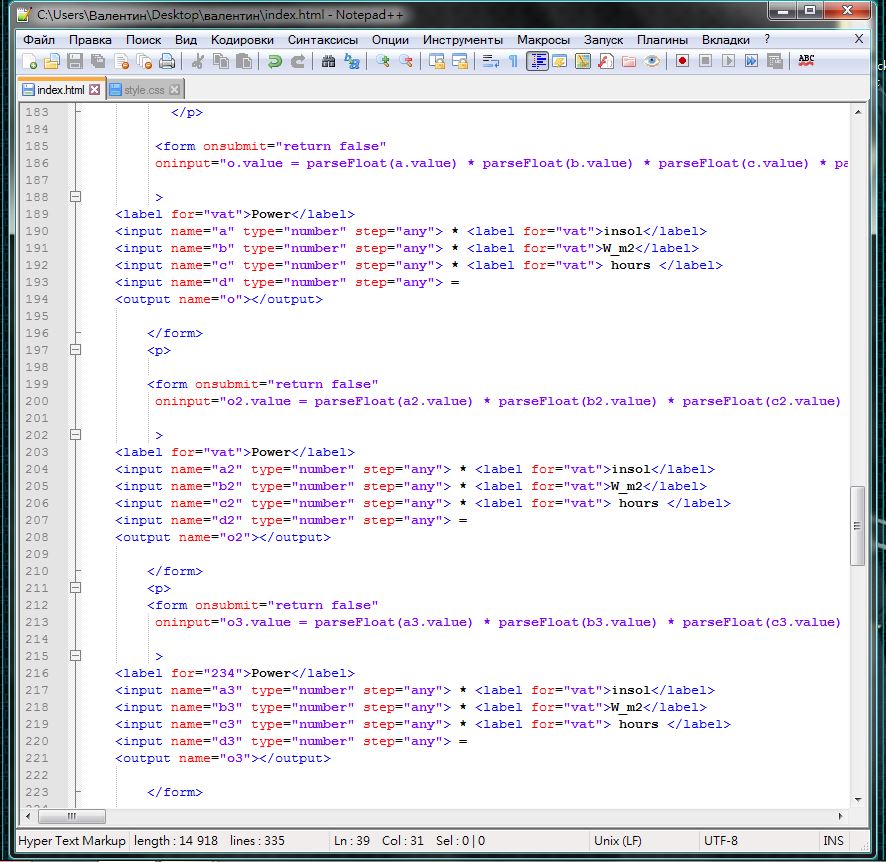 C:\Users\Валентин\Desktop\валентин\index.html - Notepad++
Файл Правка Поиск Вид Кодировки Синтаксисы Опции Инструменты Макросы Запуск Плагины Вкладки ? X
ABC
index.html style.css
183 </p>
184
185 <form onsubmit="return false"
186 oninput="o.value = parseFloat(a.value) * parseFloat(b.value) * parseFloat(c.value) * pa
187
188 >
189 <label for="vat">Power</label>
190 <input name="a" type="number" step="any"> * <label for="vat">insol</label>
191 <input name="b" type="number" step="any"> * <label for="vat">W_m2</label>
192 <input name="c" type="number" step="any"> * <label for="vat"> hours </label>
193 <input name="d" type="number" step="any"> =
194 <output name="o"></output>
195
196 </form>
197 <p>
198
199 <form onsubmit="return false"
200 oninput="o2.value = parseFloat(a2.value) * parseFloat(b2.value) * parseFloat(c2.value)
201
202 >
203 <label for="vat">Power</label>
204 <input name="a2" type="number" step="any"> * <label for="vat">insol</label>
205 <input name="b2" type="number" step="any"> * <label for="vat">W_m2</label>
206 <input name="c2" type="number" step="any"> * <label for="vat"> hours </label>
207 <input name="d2" type="number" step="any"> =
208 <output name="o2"></output>
209
210 </form>
211 <p>
212 <form onsubmit="return false"
213 oninput="o3.value = parseFloat(a3.value) * parseFloat(b3.value) * parseFloat(c3.value)
214
215 >
216 <label for="234">Power</label>
217 <input name="a3" type="number" step="any"> * <label for="vat">insol</label>
218 <input name="b3" type="number" step="any"> * <label for="vat">W_m2</label>
219 <input name="c3" type="number" step="any"> * <label for="vat"> hours </label>
220 <input name="d3" type="number" step="any"> =
221 <output name="o3"></output>
222
223 </form>
Hyper Text Markup length : 14 918 lines : 335 Ln : 39 Col : 31 Sel : 0 | 0 Unix (LF) UTF-8 INS